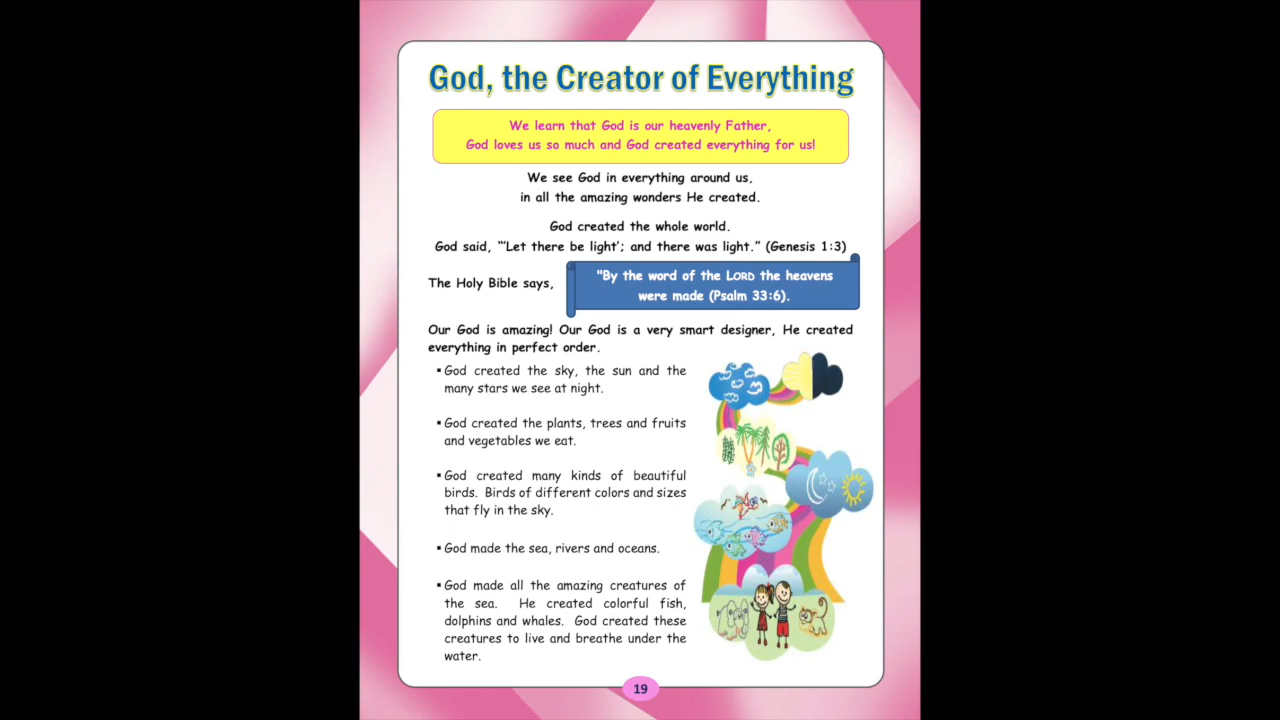 God, the Creator of Everything
We learn that God is our heavenly Father,
God loves us so much and God created everything for us!
We see God in everything around us,
in all the amazing wonders He created.
God created the whole world.
God said, “‘Let there be light’; and there was light.” (Genesis 1:3)
The Holy Bible says,
"By the word of the LORD the heavens
were made (Psalm 33:6).
Our God is amazing! Our God is a very smart designer, He created
everything in perfect order.
▪ God created the sky, the sun and the
many stars we see at night.
▪ God created the plants, trees and fruits
and vegetables we eat.
▪ God created many kinds of beautiful
birds. Birds of different colors and sizes
that fly in the sky.
▪ God made the sea, rivers and oceans.
▪ God made all the amazing creatures of
the sea. He created colorful fish,
dolphins and whales. God created these
creatures to live and breathe under the
water.
19